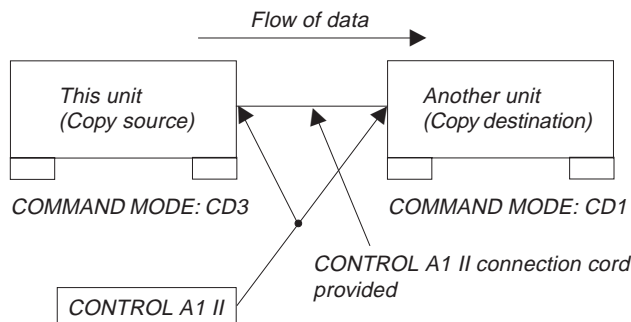 Flow of data
This unit
(Copy source)
Another unit
(Copy destination)
COMMAND MODE: CD3
COMMAND MODE: CD1
CONTROL A1 II connection cord
provided
CONTROL A1 II